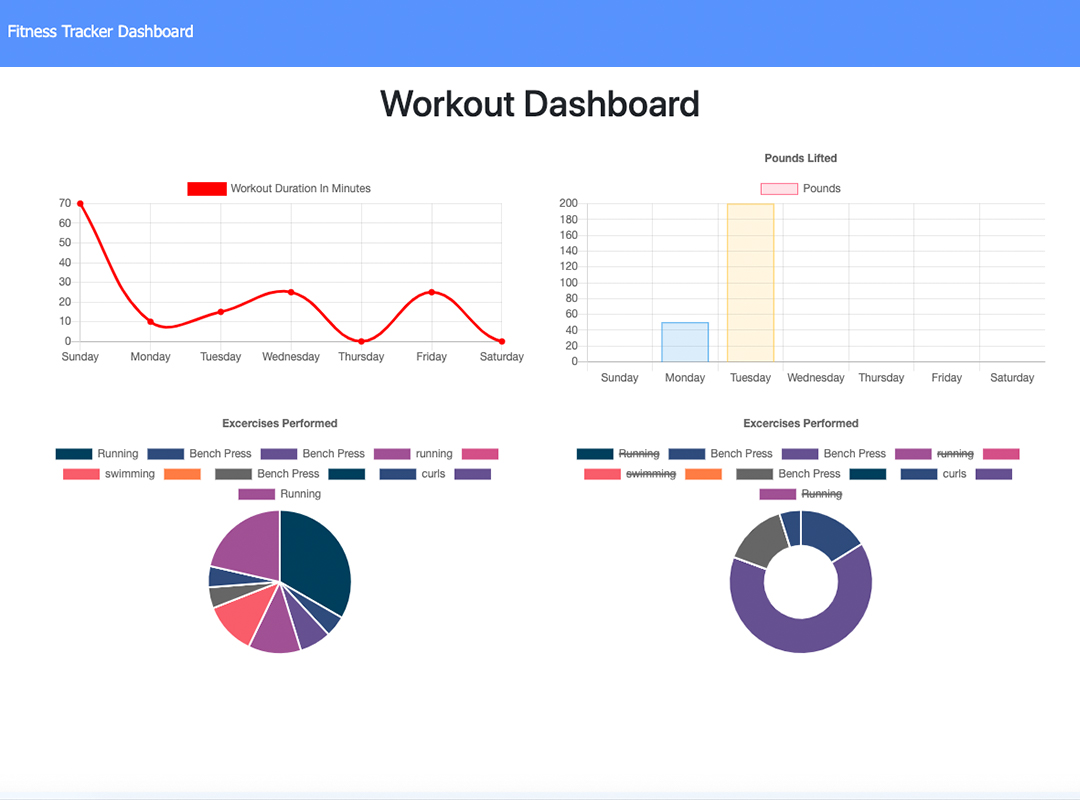 Fitness Tracker Dashboard
Workout Dashboard
Workout Duration In Minutes
70
60
50
40
30
20
10
0
Sunday Monday Tuesday Wednesday Thursday Friday Saturday
Pounds Lifted
Pounds
200
180
160
140
120
100
80
60
40
20
0
Sunday Monday Tuesday Wednesday Thursday Friday Saturday
Excercises Performed
Running Bench Press Bench Press running
swimming Bench Press curls
Running
Excercises Performed
Running Bench Press Bench Press running
swimming Bench Press curls
Running